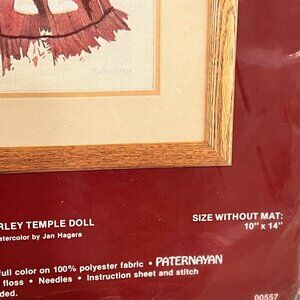 RLEY TEMPLE DOLL
atercolor by Jan Hagara
SIZE WITHOUT MAT:
10" x 14"
full color on 100% polyester fabric • PATERNAYAN
floss • Needles • Instruction sheet and stitch
ded.
00557